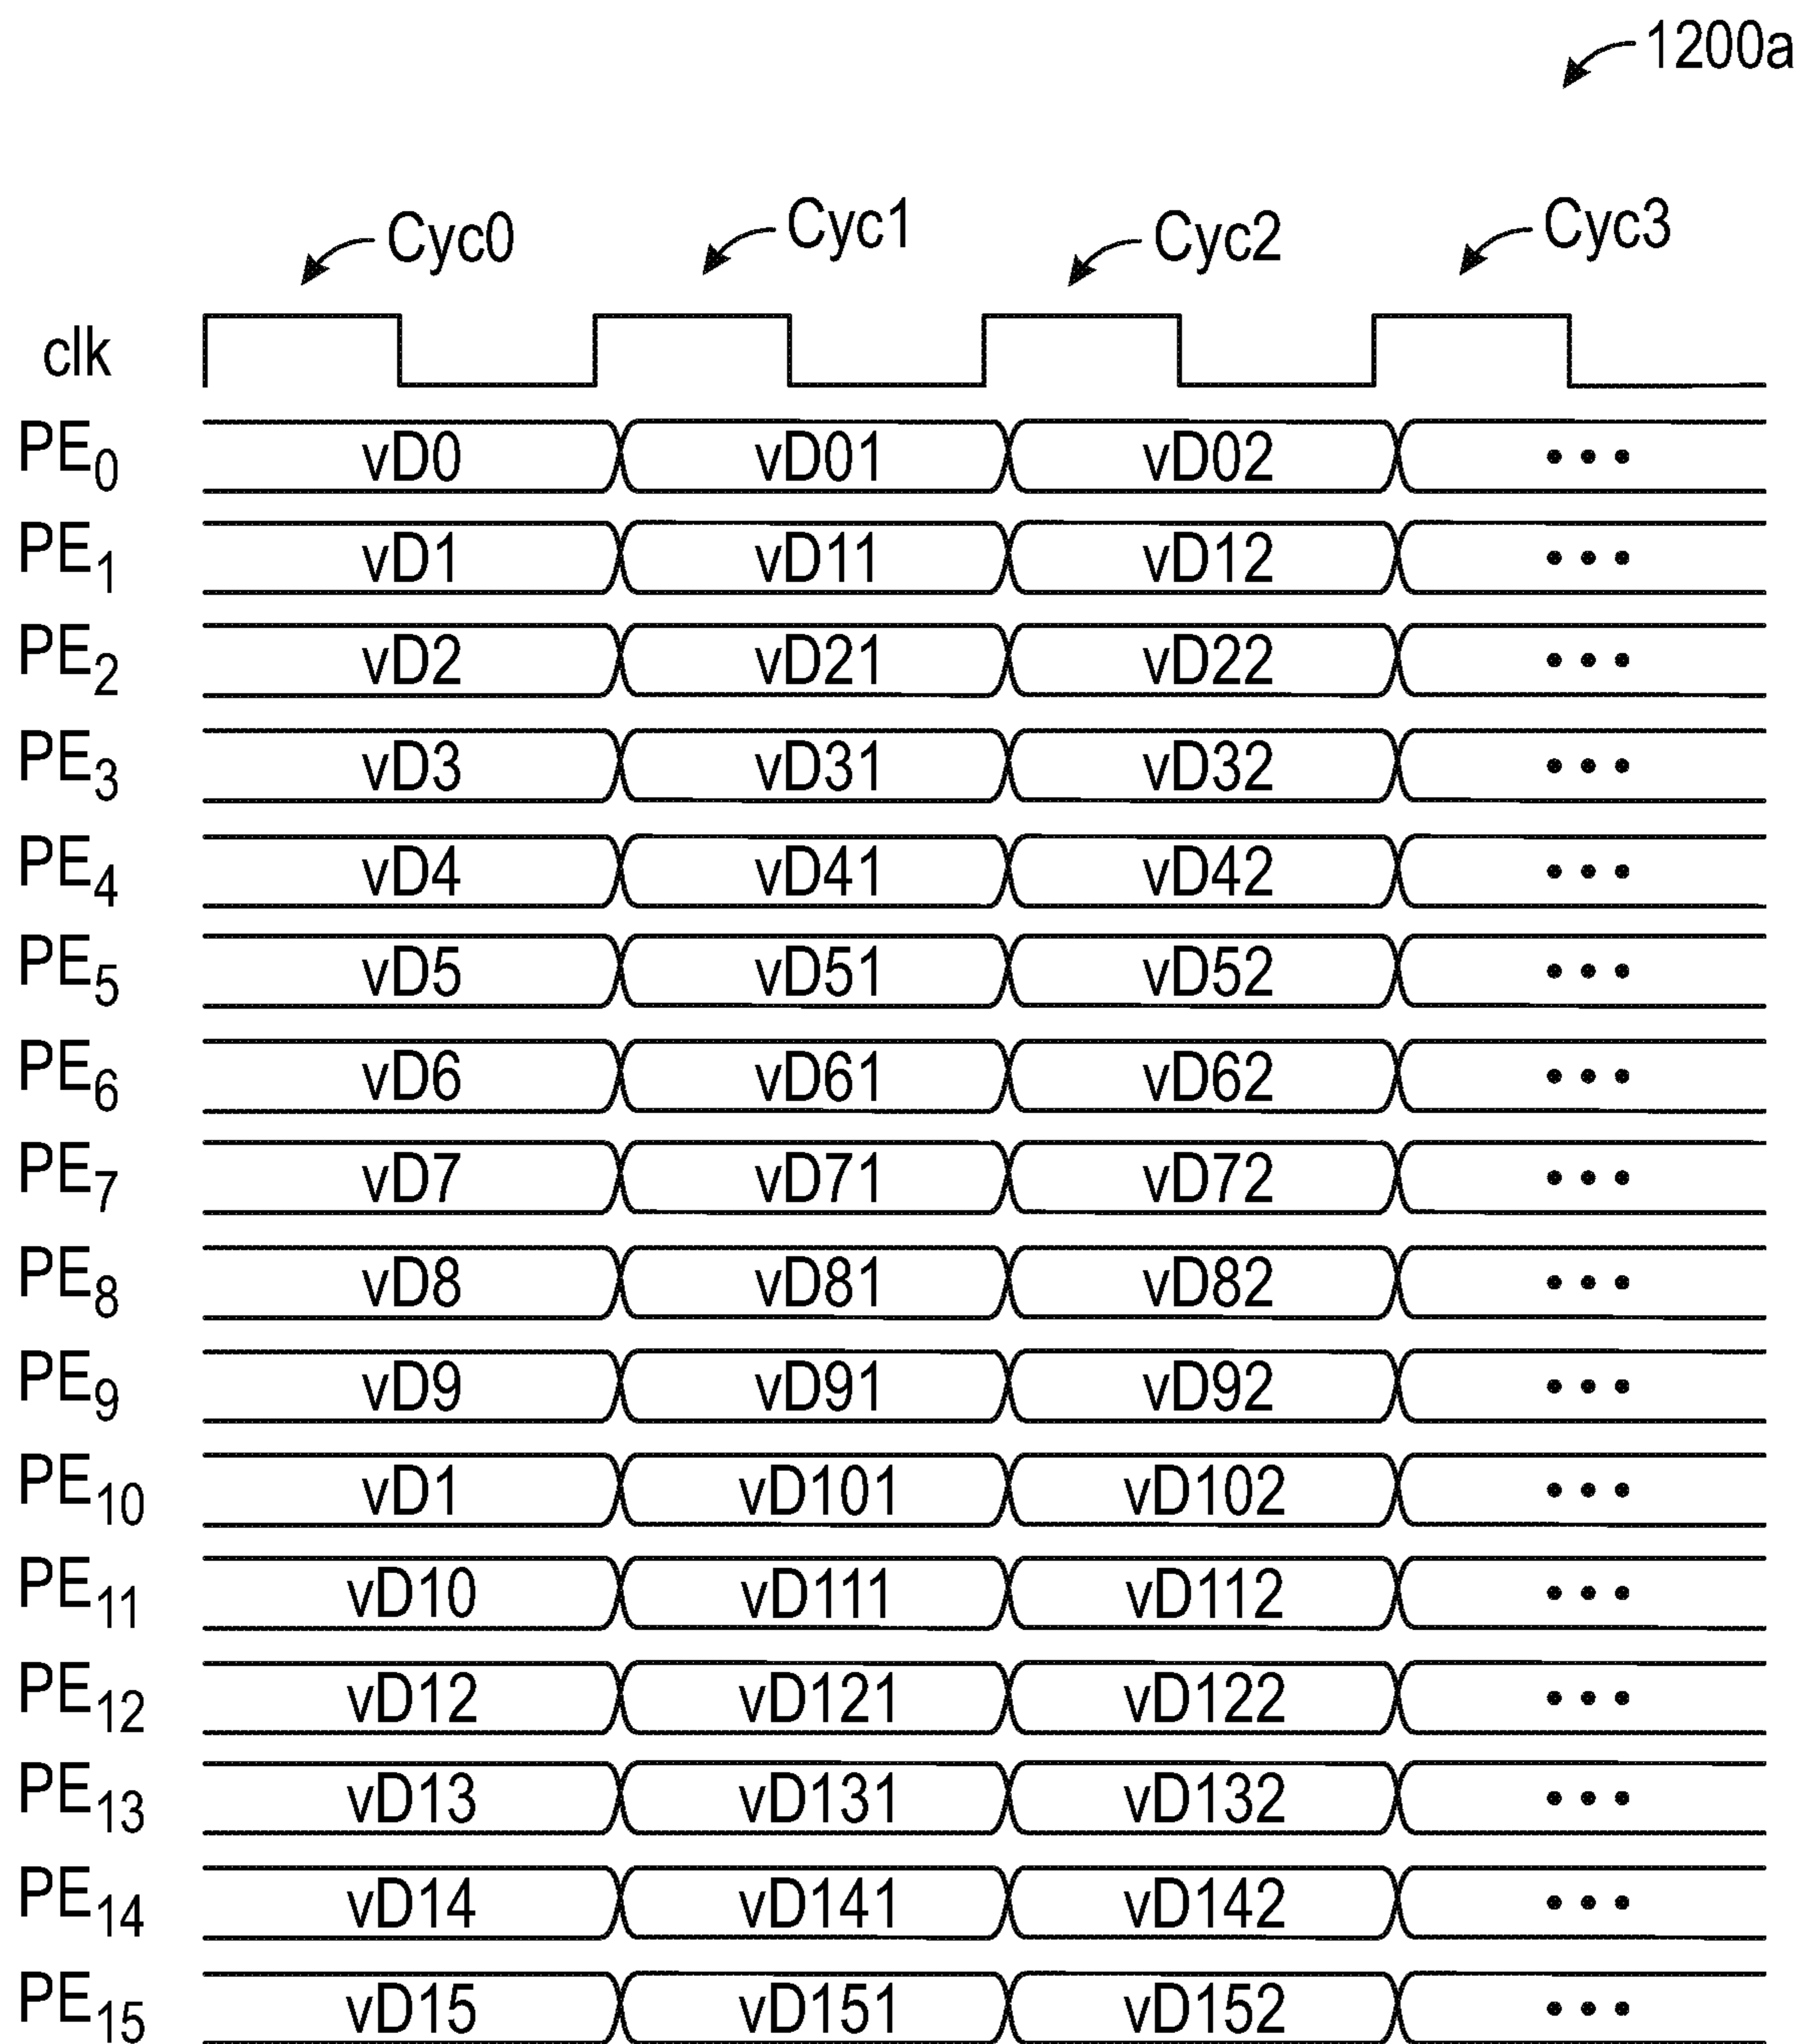 1200a
Cyc0 Cyc1 Cyc2 Cyc3
clk
PE0 vD0 vD01 vD02 •••
PE1 vD1 vD11 vD12 •••
PE2 vD2 vD21 vD22 •••
PE3 vD3 vD31 vD32 •••
PE4 vD4 vD41 vD42 •••
PE5 vD5 vD51 vD52 •••
PE6 vD6 vD61 vD62 •••
PE7 vD7 vD71 vD72 •••
PE8 vD8 vD81 vD82 •••
PE9 vD9 vD91 vD92 •••
PE10 vD1 vD101 vD102 •••
PE11 vD10 vD111 vD112 •••
PE12 vD12 vD121 vD122 •••
PE13 vD13 vD131 vD132 •••
PE14 vD14 vD141 vD142 •••
PE15 vD15 vD151 vD152 •••